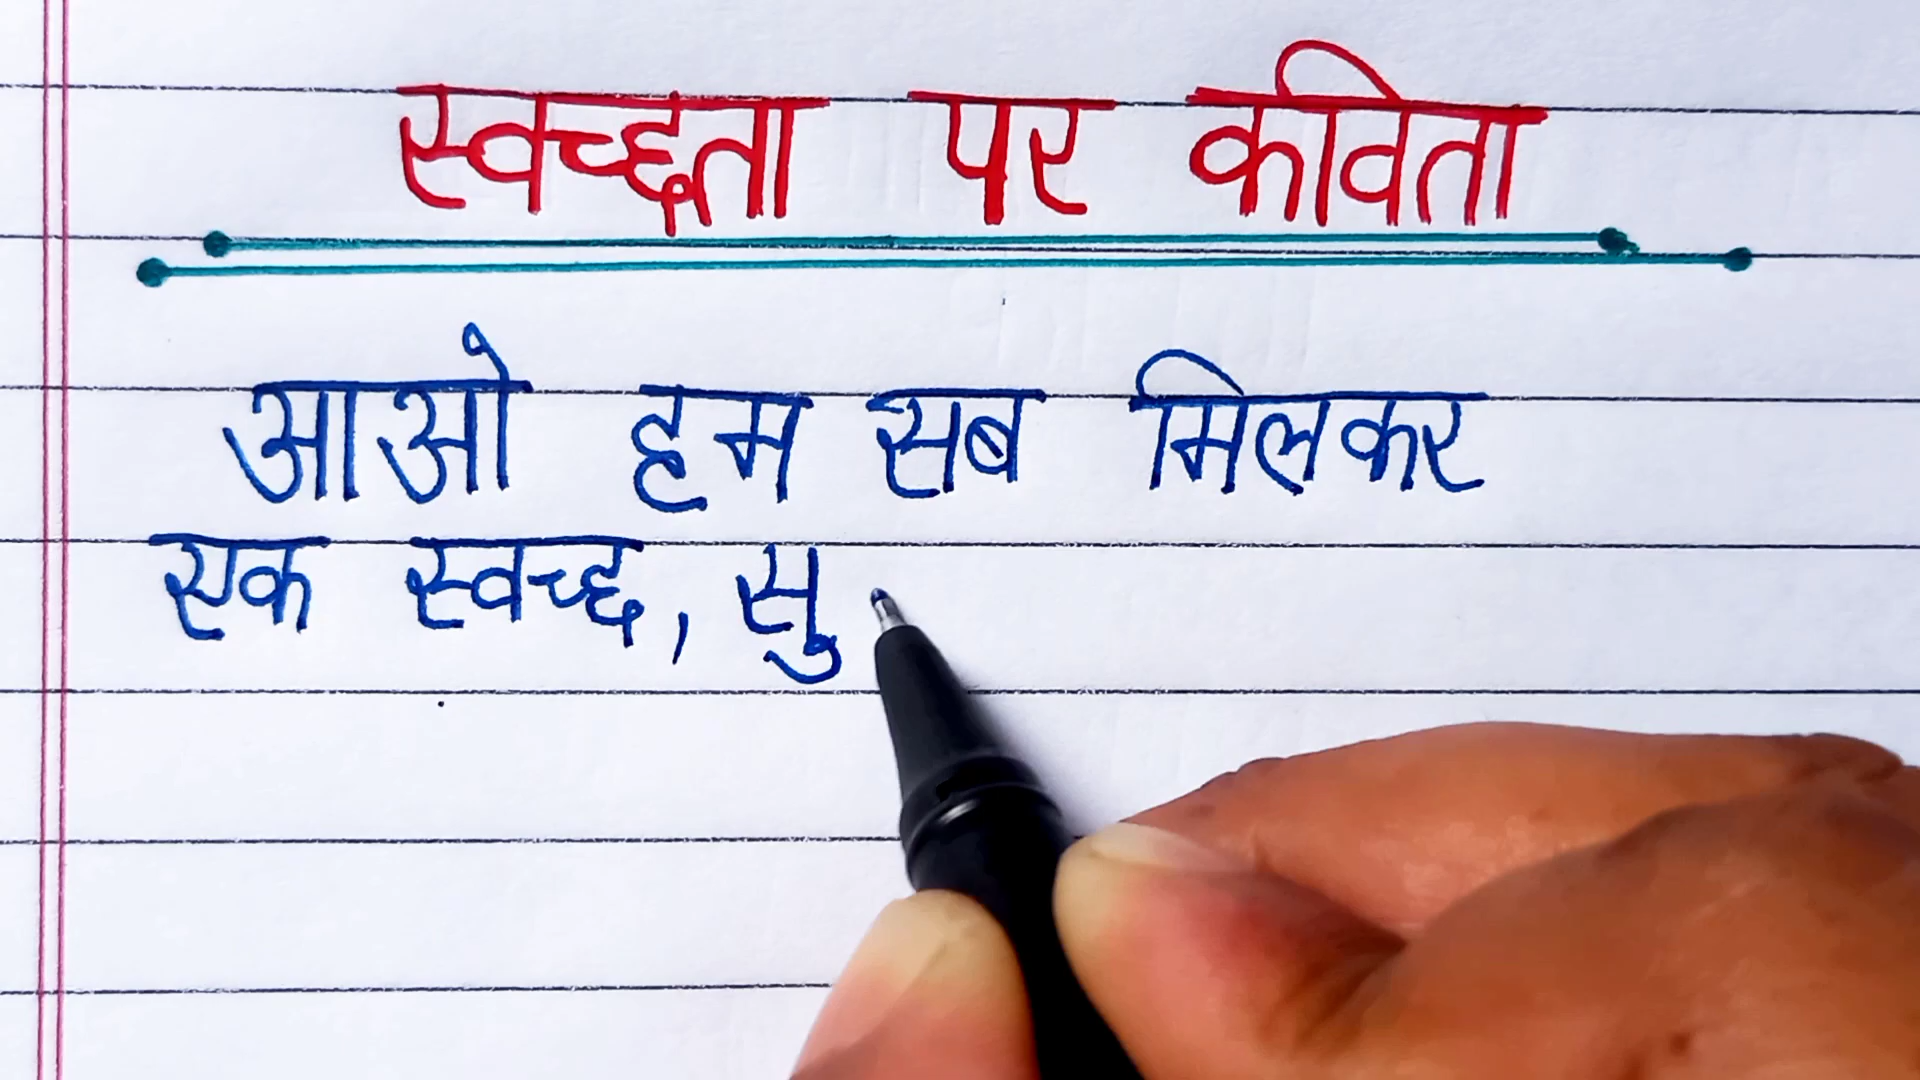 स्वच्छता पर कविता
आओ हम सब मिलकर
एक स्वच्छ, सु